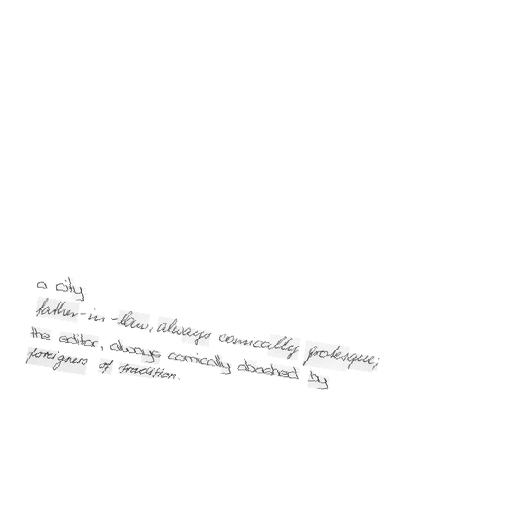 a city
father-in-law, always comically grotesque;
the editor, always comically abashed by
foreigners of tradition.